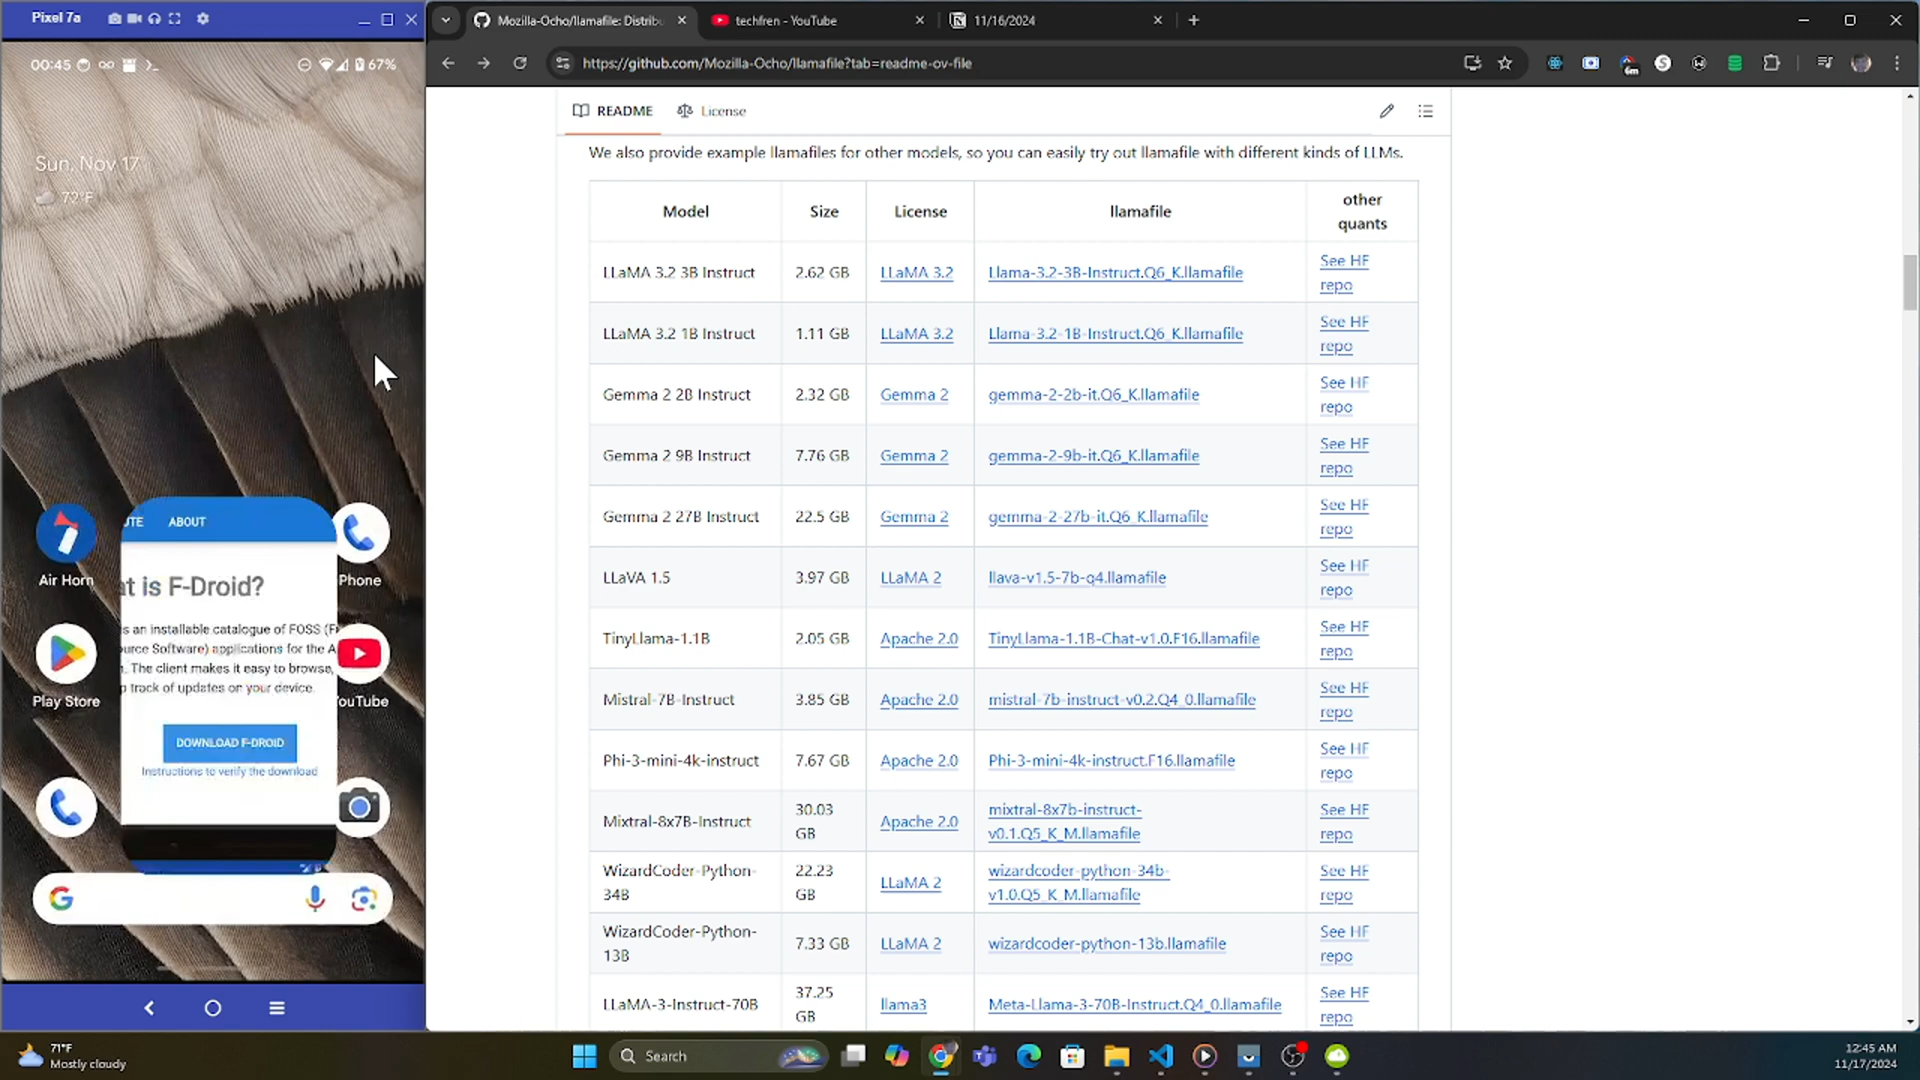 Pixel 7a
00:45
67%
Sun, Nov 17
72°F
UTE ABOUT
at is F-Droid?
s an installable catalogue of FOSS (F
urce Software) applications for the A
. The client makes it easy to browse,
track of updates on your device.
DOWNLOAD F-DROID
Instructions to verify the download
Air Horn
Phone
Play Store
YouTube
Mozilla-Ocho/llamafile: Distribu
techfren - YouTube
11/16/2024
https://github.com/Mozilla-Ocho/llamafile?tab=readme-ov-file
6m
README
License
We also provide example llamafiles for other models, so you can easily try out llamafile with different kinds of LLMs.
Model Size License llamafile other
quants
LLaMA 3.2 3B Instruct 2.62 GB LLaMA 3.2 Llama-3.2-3B-Instruct.Q6_K.llamafile See HF
repo
LLaMA 3.2 1B Instruct 1.11 GB LLaMA 3.2 Llama-3.2-1B-Instruct.Q6_K.llamafile See HF
repo
Gemma 2 2B Instruct 2.32 GB Gemma 2 gemma-2-2b-it.Q6_K.llamafile See HF
repo
Gemma 2 9B Instruct 7.76 GB Gemma 2 gemma-2-9b-it.Q6_K.llamafile See HF
repo
Gemma 2 27B Instruct 22.5 GB Gemma 2 gemma-2-27b-it.Q6_K.llamafile See HF
repo
LLaVA 1.5 3.97 GB LLaMA 2 llava-v1.5-7b-q4.llamafile See HF
repo
TinyLlama-1.1B 2.05 GB Apache 2.0 TinyLlama-1.1B-Chat-v1.0.F16.llamafile See HF
repo
Mistral-7B-Instruct 3.85 GB Apache 2.0 mistral-7b-instruct-v0.2.Q4_0.llamafile See HF
repo
Phi-3-mini-4k-instruct 7.67 GB Apache 2.0 Phi-3-mini-4k-instruct.F16.llamafile See HF
repo
Mixtral-8x7B-Instruct 30.03 GB Apache 2.0 mixtral-8x7b-instruct-
v0.1.Q5_K_M.llamafile See HF
repo
WizardCoder-Python-
34B 22.23 GB LLaMA 2 wizardcoder-python-34b-
v1.0.Q5_K_M.llamafile See HF
repo
WizardCoder-Python-
13B 7.33 GB LLaMA 2 wizardcoder-python-13b.llamafile See HF
repo
LLaMA-3-Instruct-70B 37.25 GB llama3 Meta-Llama-3-70B-Instruct.Q4_0.llamafile See HF
repo
71°F
Mostly cloudy
Search
12:45 AM
11/17/2024